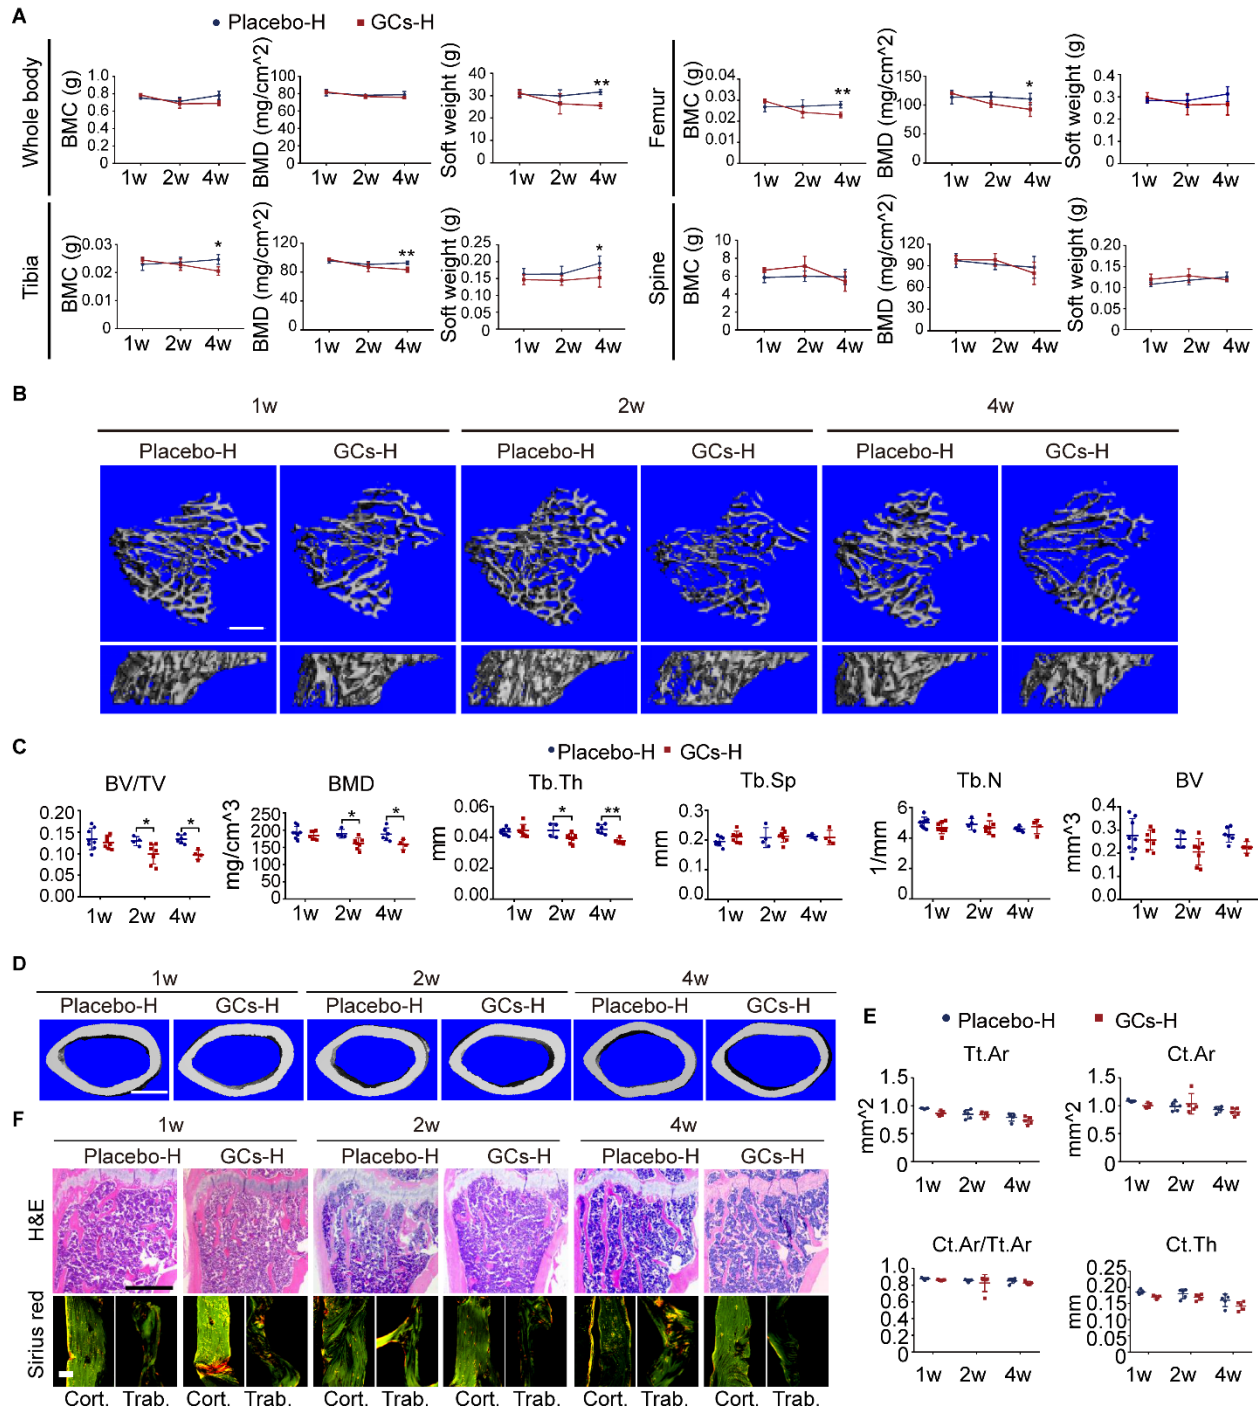 A
Placebo-H GCs-H
Whole body
BMC (g)
1.0
0.8
0.6
0.4
0.2
0
1w 2w 4w
BMD (mg/cm^2)
100
80
60
40
20
0
1w 2w 4w
Soft weight (g)
40
30
20
10
0
**
1w 2w 4w
Femur
BMC (g)
0.04
0.03
0.02
0.01
0
**
1w 2w 4w
BMD (mg/cm^2)
150
100
50
0
*
1w 2w 4w
Soft weight (g)
0.4
0.3
0.2
0.1
0
1w 2w 4w
Tibia
BMC (g)
0.03
0.02
0.01
0
*
1w 2w 4w
BMD (mg/cm^2)
120
90
60
30
0
**
1w 2w 4w
Soft weight (g)
0.25
0.20
0.15
0.10
0.05
0
*
1w 2w 4w
Spine
BMC (g)
10
8
6
4
2
0
1w 2w 4w
BMD (mg/cm^2)
120
90
60
30
0
1w 2w 4w
Soft weight (g)
0.20
0.15
0.10
0.05
0
1w 2w 4w
B
1w 2w 4w
Placebo-H GCs-H Placebo-H GCs-H Placebo-H GCs-H
C
Placebo-H GCs-H
BV/TV
0.20
0.15
0.10
0.05
0.00
* *
1w 2w 4w
BMD
mg/cm^3
250
200
150
100
50
0
* *
1w 2w 4w
Tb.Th
mm
0.06
0.04
0.02
0.00
* **
1w 2w 4w
Tb.Sp
mm
0.3
0.2
0.1
0.0
1w 2w 4w
Tb.N
1/mm
6
4
2
0
1w 2w 4w
BV
mm^3
0.4
0.3
0.2
0.1
0.0
1w 2w 4w
D
1w 2w 4w
Placebo-H GCs-H Placebo-H GCs-H Placebo-H GCs-H
E
Placebo-H GCs-H
Tt.Ar
mm^2
1.5
1.0
0.5
0
1w 2w 4w
Ct.Ar
mm^2
1.5
1.0
0.5
0
1w 2w 4w
Ct.Ar/Tt.Ar
1.0
0.8
0.6
0.4
0.2
0
1w 2w 4w
Ct.Th
mm
0.25
0.20
0.15
0.10
0.05
0.00
1w 2w 4w
F
1w 2w 4w
Placebo-H GCs-H Placebo-H GCs-H Placebo-H GCs-H
H&E
Sirius red
Cort. Trab. Cort. Trab. Cort. Trab. Cort. Trab. Cort. Trab. Cort. Trab.